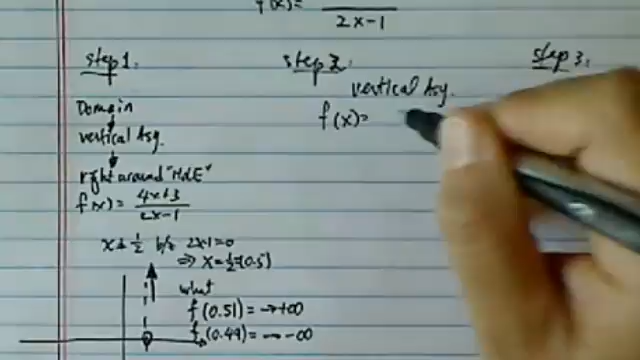 f(x)=
2x-1
step 1:
Domain
vertical Asy.
right around "HOLE"
f(x) = 4x+3
2x-1
x ≠ 1/2 b/c 2x-1=0
⇒ x = 1/2 (0.5)
what
f(0.51) = → +∞
f(0.49) = → -∞
step 2:
vertical Asy.
f(x)=
step 3: